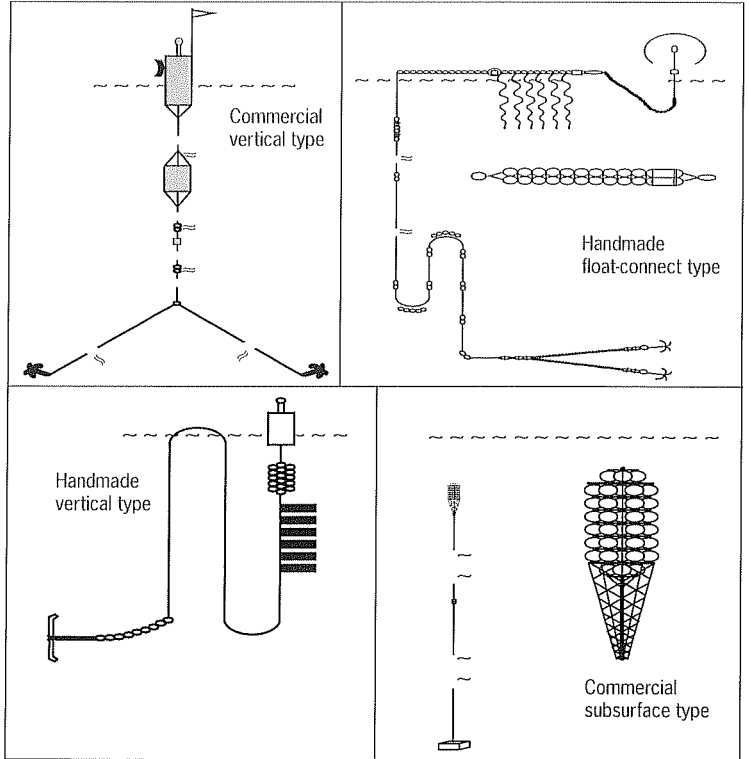 Commercial
vertical type
Handmade
float-connect type
Handmade
vertical type
Commercial
subsurface type